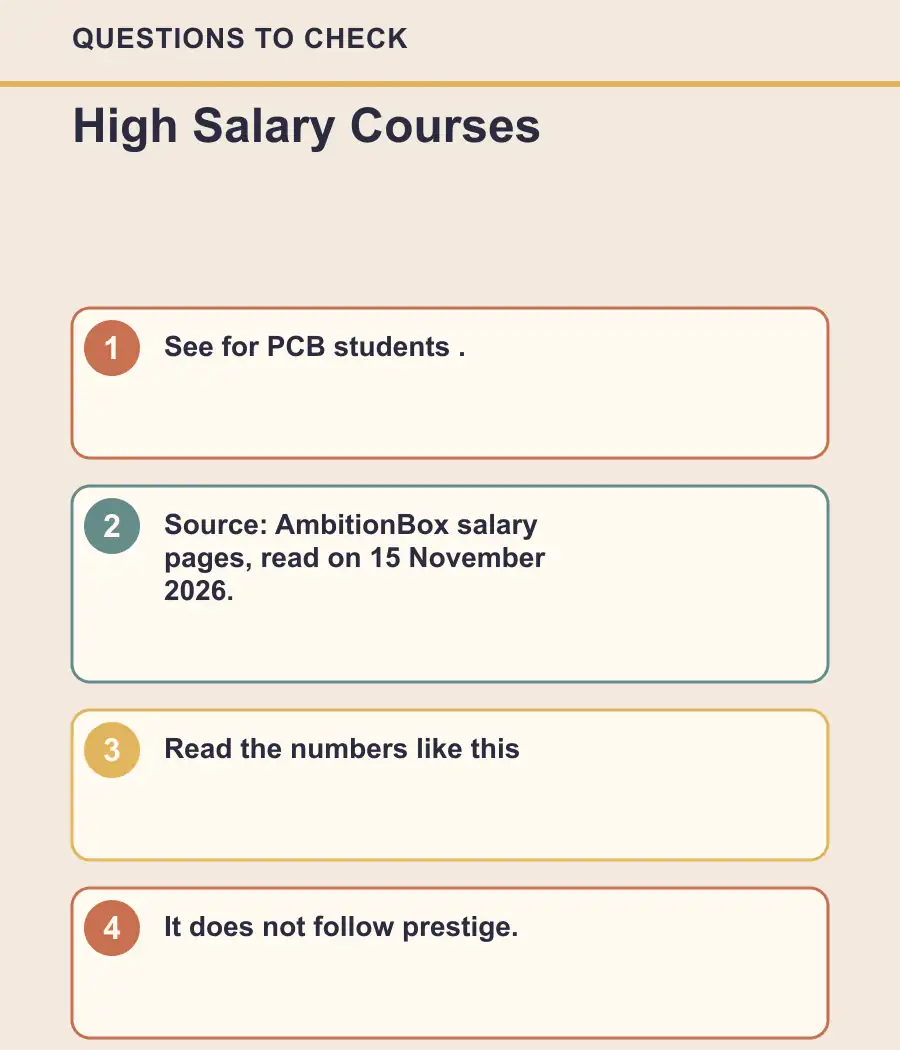 QUESTIONS TO CHECK
High Salary Courses
1
See for PCB students .
2
Source: AmbitionBox salary
pages, read on 15 November
2026.
3
Read the numbers like this
4
It does not follow prestige.